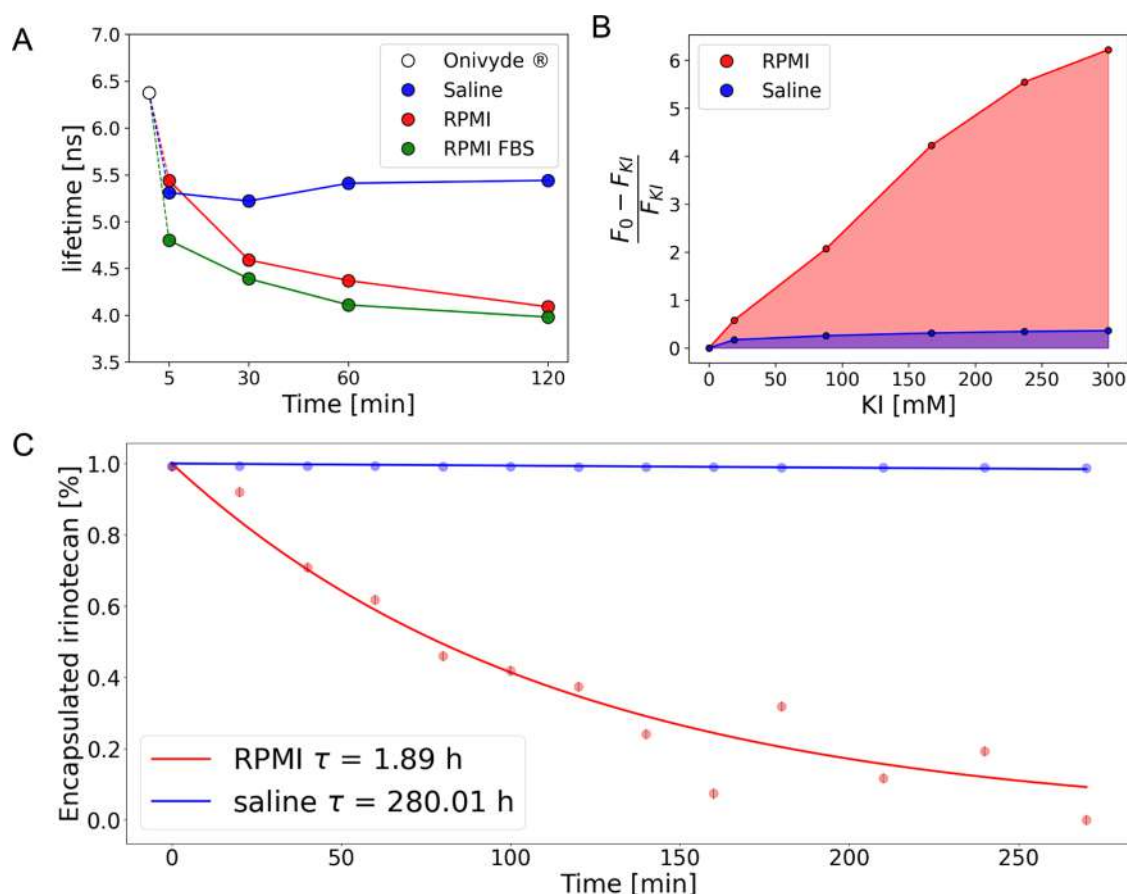 A
7.0
6.5
6.0
5.5
5.0
4.5
4.0
3.5
lifetime [ns]
Onivyde ®
Saline
RPMI
RPMI FBS
5 30 60 120
Time [min]
B
6
5
4
3
2
1
0
F0 − FKI
FKI
RPMI
Saline
0 50 100 150 200 250 300
KI [mM]
C
1.0
0.8
0.6
0.4
0.2
0.0
Encapsulated irinotecan [%]
RPMI τ = 1.89 h
saline τ = 280.01 h
0 50 100 150 200 250
Time [min]